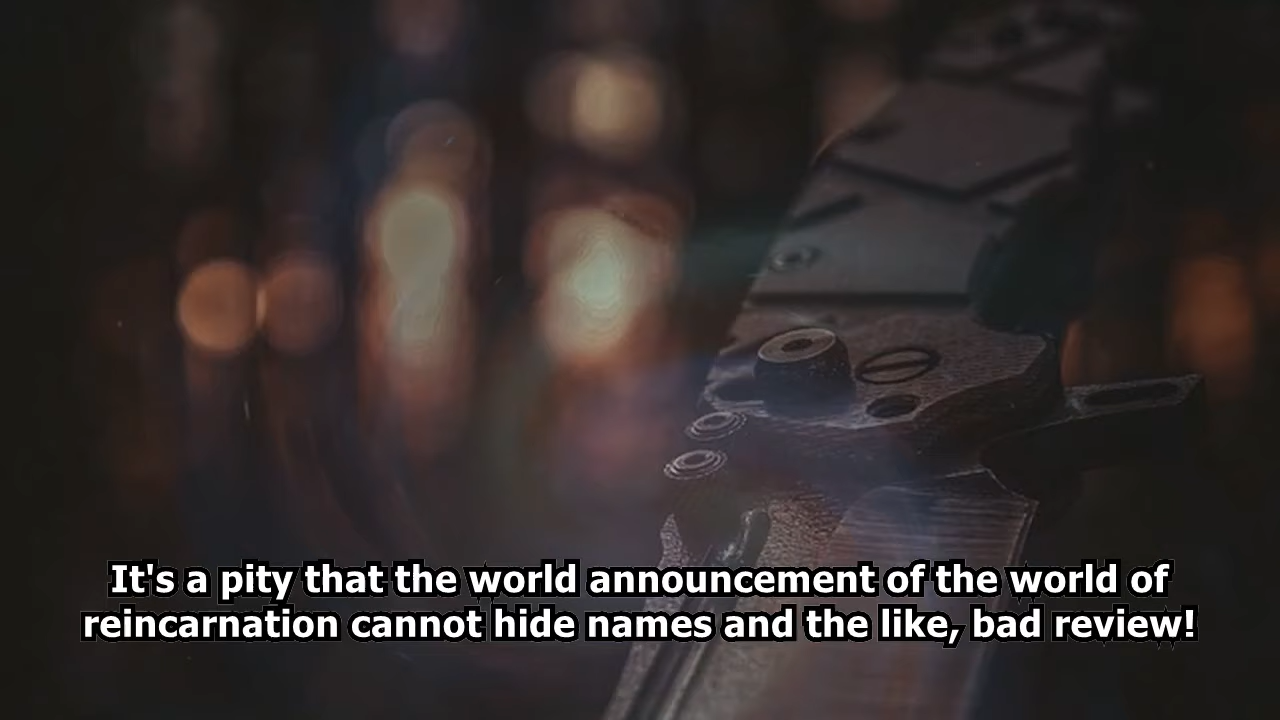 It's a pity that the world announcement of the world of
reincarnation cannot hide names and the like, bad review!